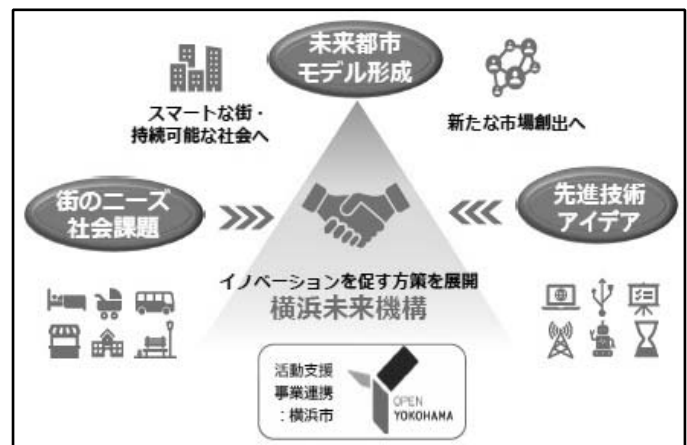 未来都市
モデル形成
スマートな街・
持続可能な社会へ
新たな市場創出へ
街のニーズ
社会課題
先進技術
アイデア
イノベーションを促す方策を展開
横浜未来機構
活動支援
事業連携
：横浜市
OPEN
YOKOHAMA